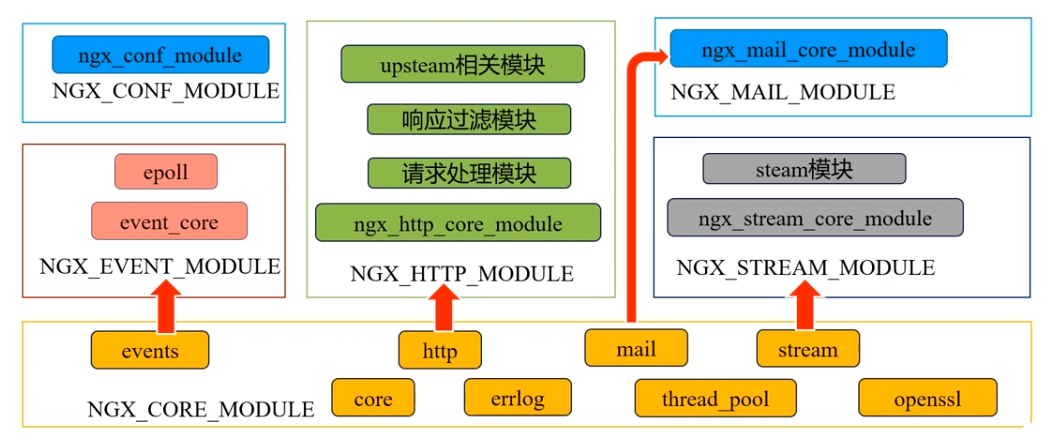 ngx_conf_module
NGX_CONF_MODULE
epoll
event_core
NGX_EVENT_MODULE
upsteam相关模块
响应过滤模块
请求处理模块
ngx_http_core_module
NGX_HTTP_MODULE
ngx_mail_core_module
NGX_MAIL_MODULE
steam模块
ngx_stream_core_module
NGX_STREAM_MODULE
events
http
mail
stream
core
errlog
thread_pool
openssl
NGX_CORE_MODULE